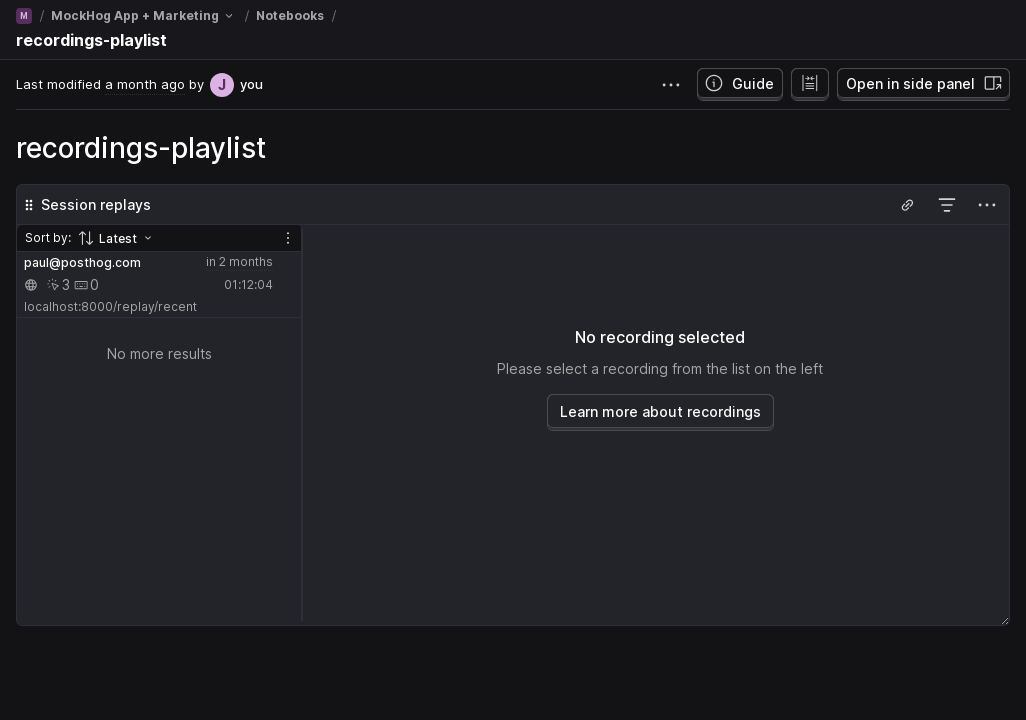 M / MockHog App + Marketing / Notebooks /
recordings-playlist
Last modified a month ago by J you
Guide
Open in side panel
recordings-playlist
Session replays
Sort by: Latest
paul@posthog.com in 2 months
3 0 01:12:04
localhost:8000/replay/recent
No more results
No recording selected
Please select a recording from the list on the left
Learn more about recordings